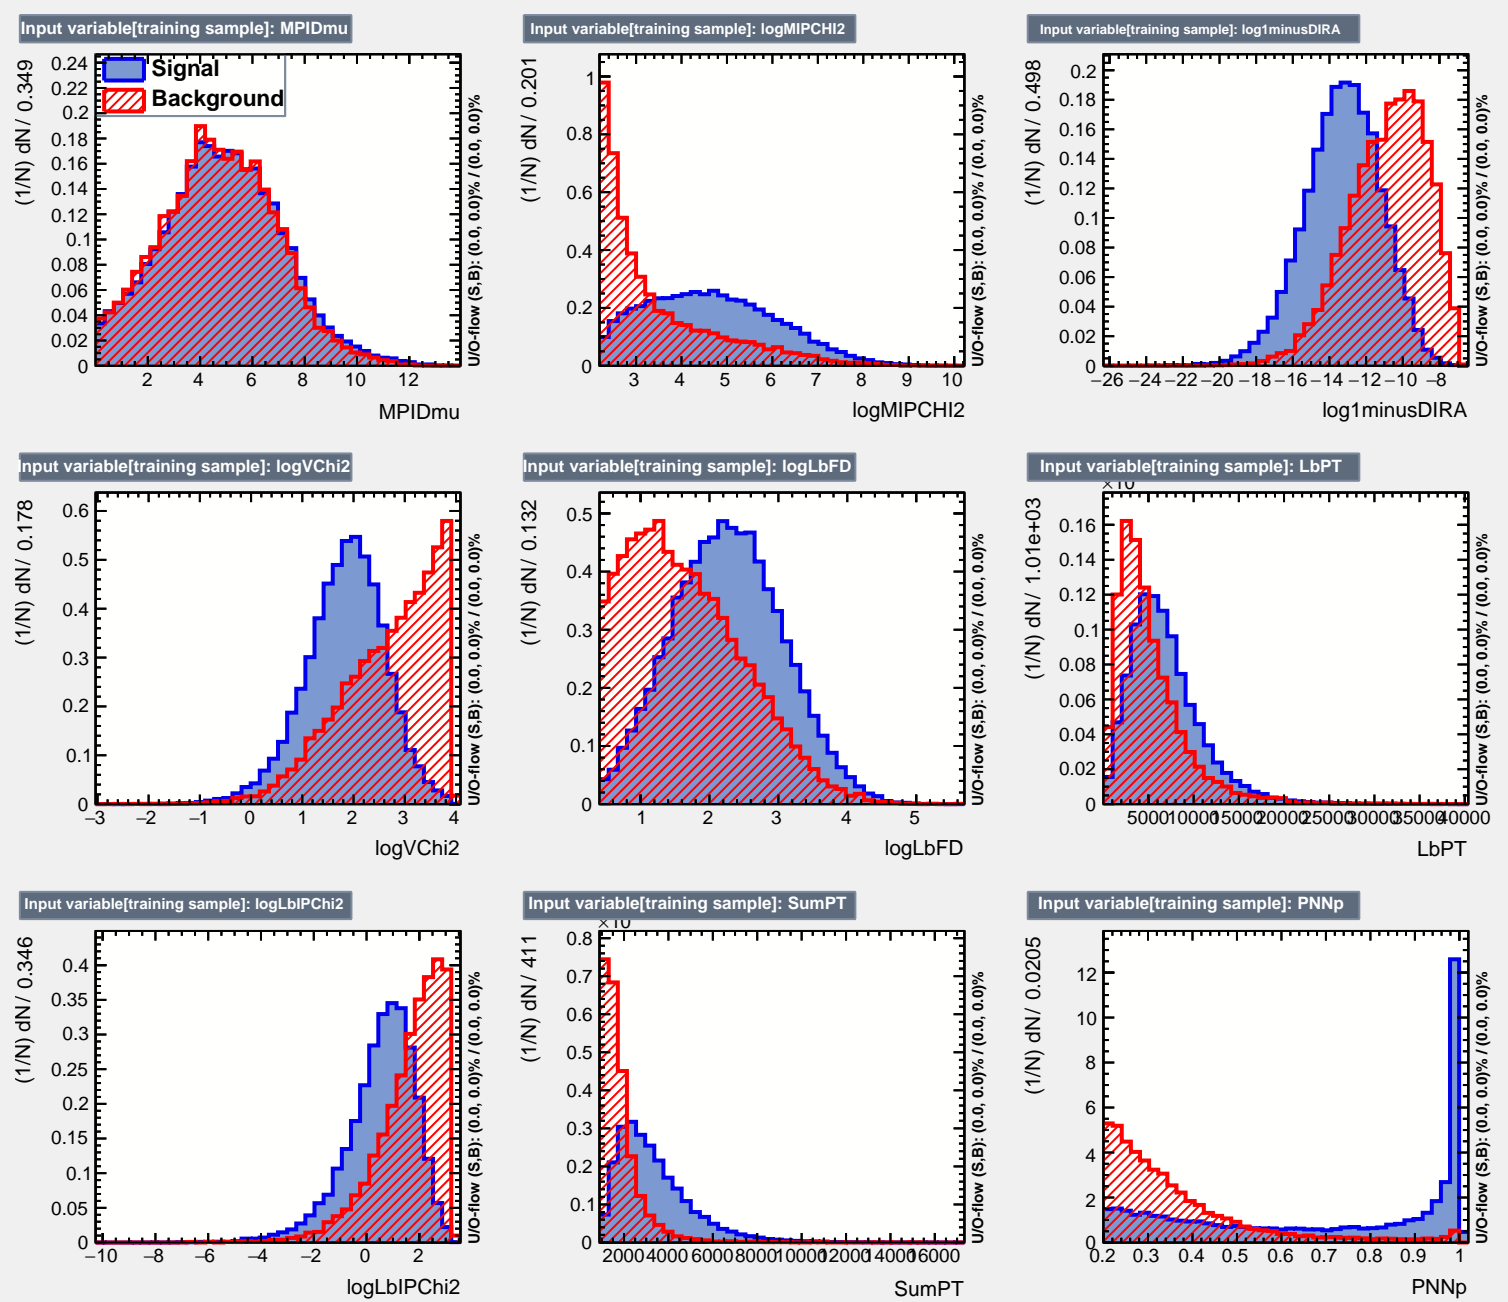 Input variable[training sample]: MPIDmu
(1/N) dN / 0.349
0.24
0.22
0.2
0.18
0.16
0.14
0.12
0.1
0.08
0.06
0.04
0.02
0
Signal
Background
2 4 6 8 10 12
MPIDmu
U/O-flow (S,B): (0.0, 0.0)% / (0.0, 0.0)%
Input variable[training sample]: logMIPCHI2
(1/N) dN / 0.201
1
0.8
0.6
0.4
0.2
0
3 4 5 6 7 8 9 10
logMIPCHI2
U/O-flow (S,B): (0.0, 0.0)% / (0.0, 0.0)%
Input variable[training sample]: log1minusDIRA
(1/N) dN / 0.498
0.2
0.18
0.16
0.14
0.12
0.1
0.08
0.06
0.04
0.02
0
−26 −24 −22 −20 −18 −16 −14 −12 −10 −8
log1minusDIRA
U/O-flow (S,B): (0.0, 0.0)% / (0.0, 0.0)%
Input variable[training sample]: logVChi2
(1/N) dN / 0.178
0.6
0.5
0.4
0.3
0.2
0.1
0
−3 −2 −1 0 1 2 3 4
logVChi2
U/O-flow (S,B): (0.0, 0.0)% / (0.0, 0.0)%
Input variable[training sample]: logLbFD
(1/N) dN / 0.132
0.5
0.4
0.3
0.2
0.1
0
1 2 3 4 5
logLbFD
U/O-flow (S,B): (0.0, 0.0)% / (0.0, 0.0)%
Input variable[training sample]: LbPT
×10
(1/N) dN / 1.01e+03
0.16
0.14
0.12
0.1
0.08
0.06
0.04
0.02
0
5000 10000 15000 20000 25000 30000 35000 40000
LbPT
U/O-flow (S,B): (0.0, 0.0)% / (0.0, 0.0)%
Input variable[training sample]: logLbIPChi2
(1/N) dN / 0.346
0.4
0.35
0.3
0.25
0.2
0.15
0.1
0.05
0
−10 −8 −6 −4 −2 0 2
logLbIPChi2
U/O-flow (S,B): (0.0, 0.0)% / (0.0, 0.0)%
Input variable[training sample]: SumPT
×10
(1/N) dN / 411
0.8
0.7
0.6
0.5
0.4
0.3
0.2
0.1
0
2000 4000 6000 8000 10000 12000 14000 16000
SumPT
U/O-flow (S,B): (0.0, 0.0)% / (0.0, 0.0)%
Input variable[training sample]: PNNp
(1/N) dN / 0.0205
12
10
8
6
4
2
0
0.2 0.3 0.4 0.5 0.6 0.7 0.8 0.9 1
PNNp
U/O-flow (S,B): (0.0, 0.0)% / (0.0, 0.0)%